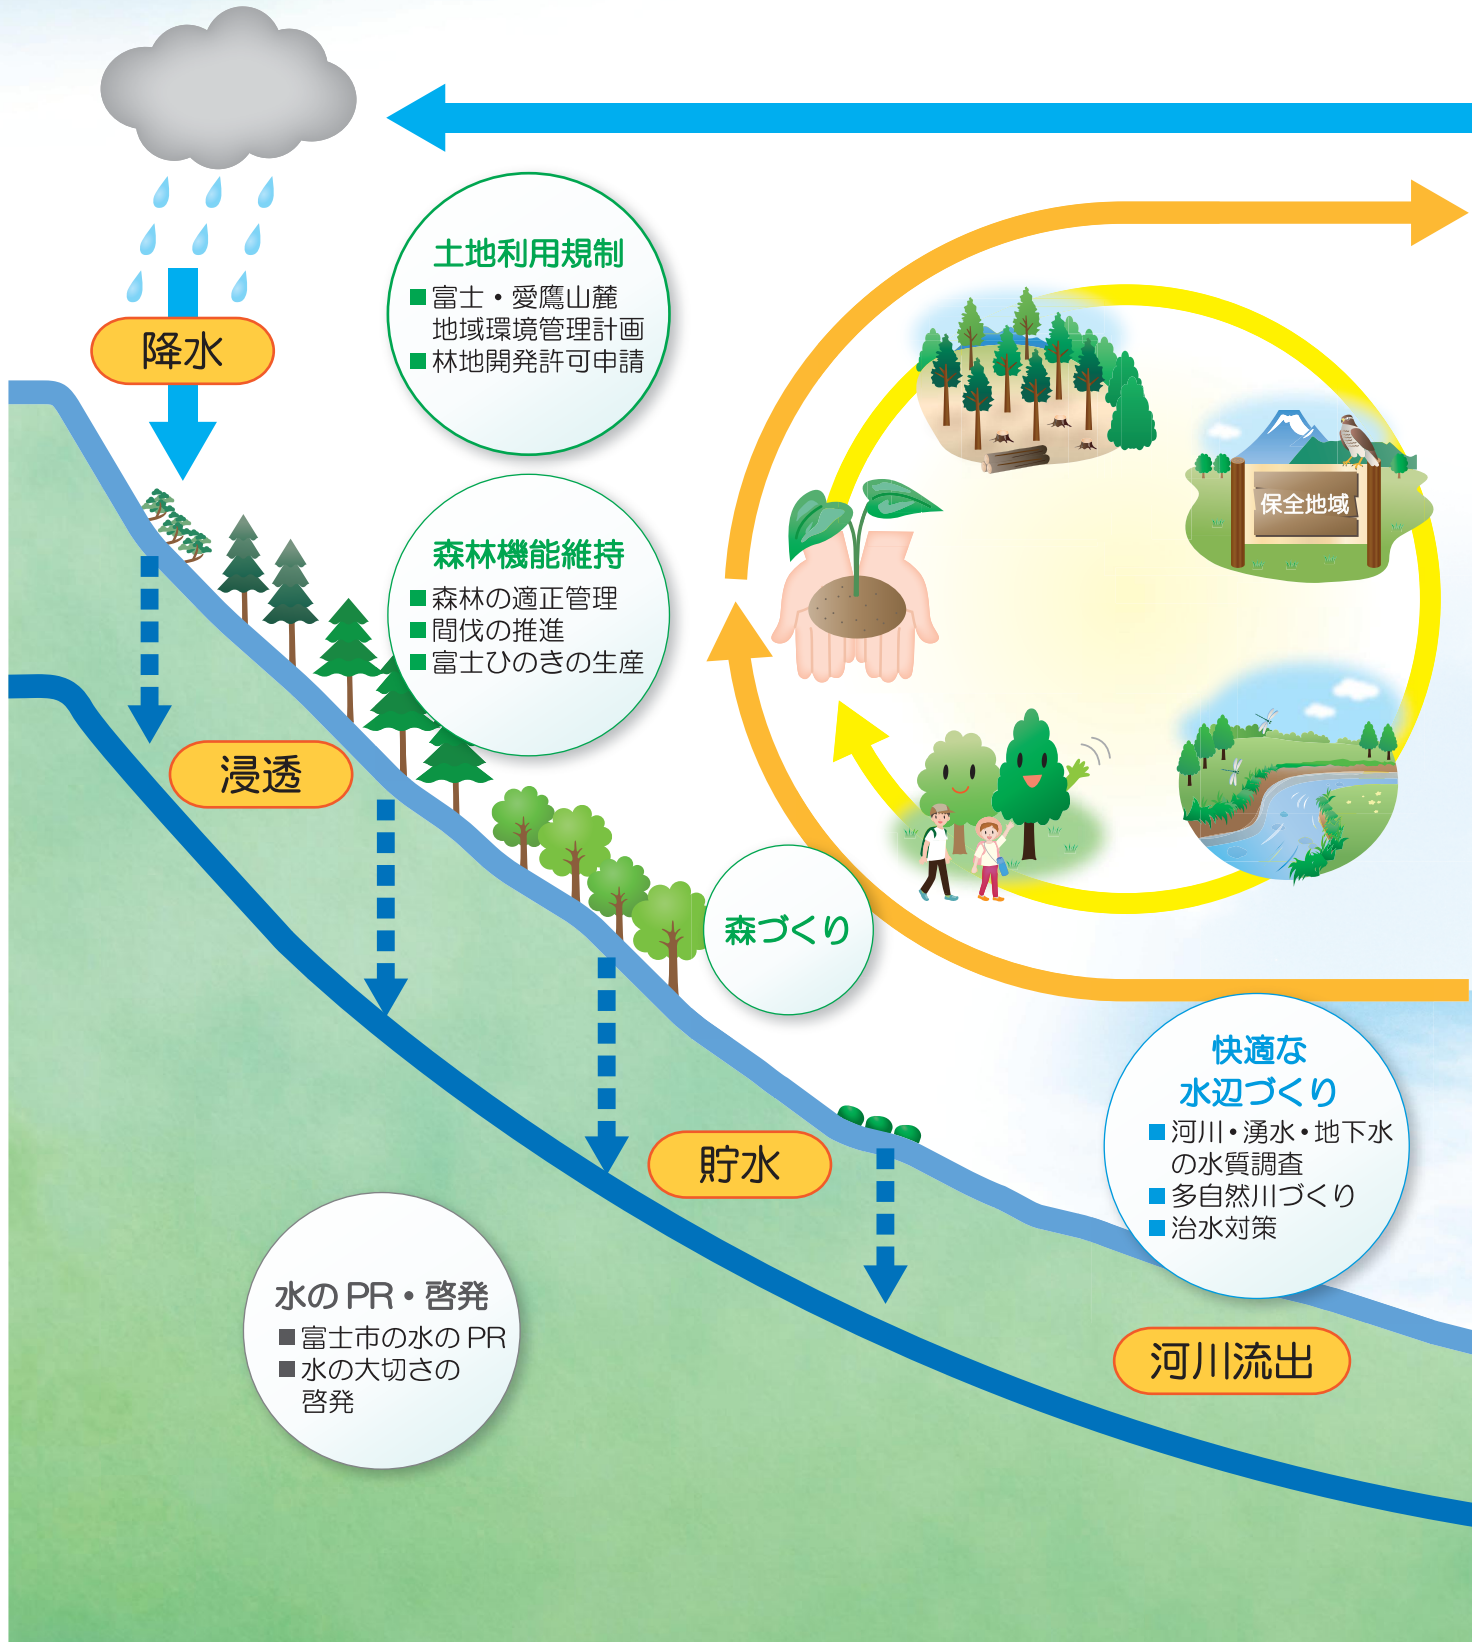 降水
土地利用規制
■富士・愛鷹山麓
地域環境管理計画
■林地開発許可申請
保全地域
森林機能維持
■森林の適正管理
■間伐の推進
■富士ひのきの生産
浸透
森づくり
快適な
水辺づくり
■河川・湧水・地下水
の水質調査
■多自然川づくり
■治水対策
貯水
水の PR・啓発
■富士市の水の PR
■水の大切さの
啓発
河川流出